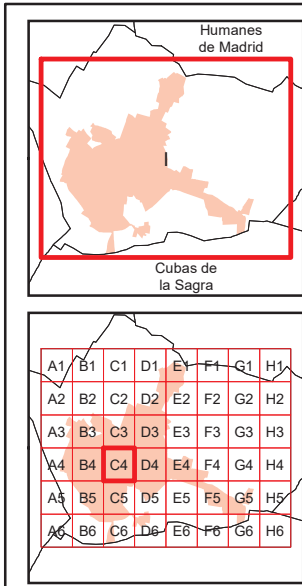 Humanes
de Madrid
Cubas de
la Sagra
A1 B1 C1 D1 E1 F1 G1 H1
A2 B2 C2 D2 E2 F2 G2 H2
A3 B3 C3 D3 E3 F3 G3 H3
A4 B4 C4 D4 E4 F4 G4 H4
A5 B5 C5 D5 E6 F5 G5 H5
A6 B6 C6 D6 E6 F6 G6 H6